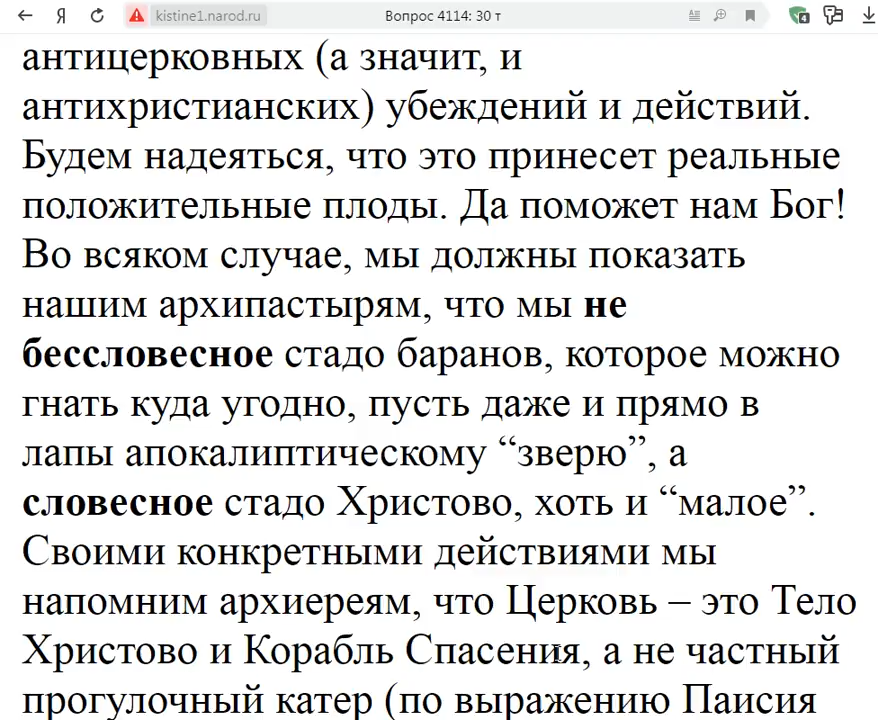 Я kistine1.narod.ru Вопрос 4114: 30 т 4
антицерковных (а значит, и
антихристианских) убеждений и действий.
Будем надеяться, что это принесет реальные
положительные плоды. Да поможет нам Бог!
Во всяком случае, мы должны показать
нашим архипастырям, что мы не
бессловесное стадо баранов, которое можно
гнать куда угодно, пусть даже и прямо в
лапы апокалиптическому “зверю”, а
словесное стадо Христово, хоть и “малое”.
Своими конкретными действиями мы
напомним архиереям, что Церковь – это Тело
Христово и Корабль Спасения, а не частный
прогулочный катер (по выражению Паисия